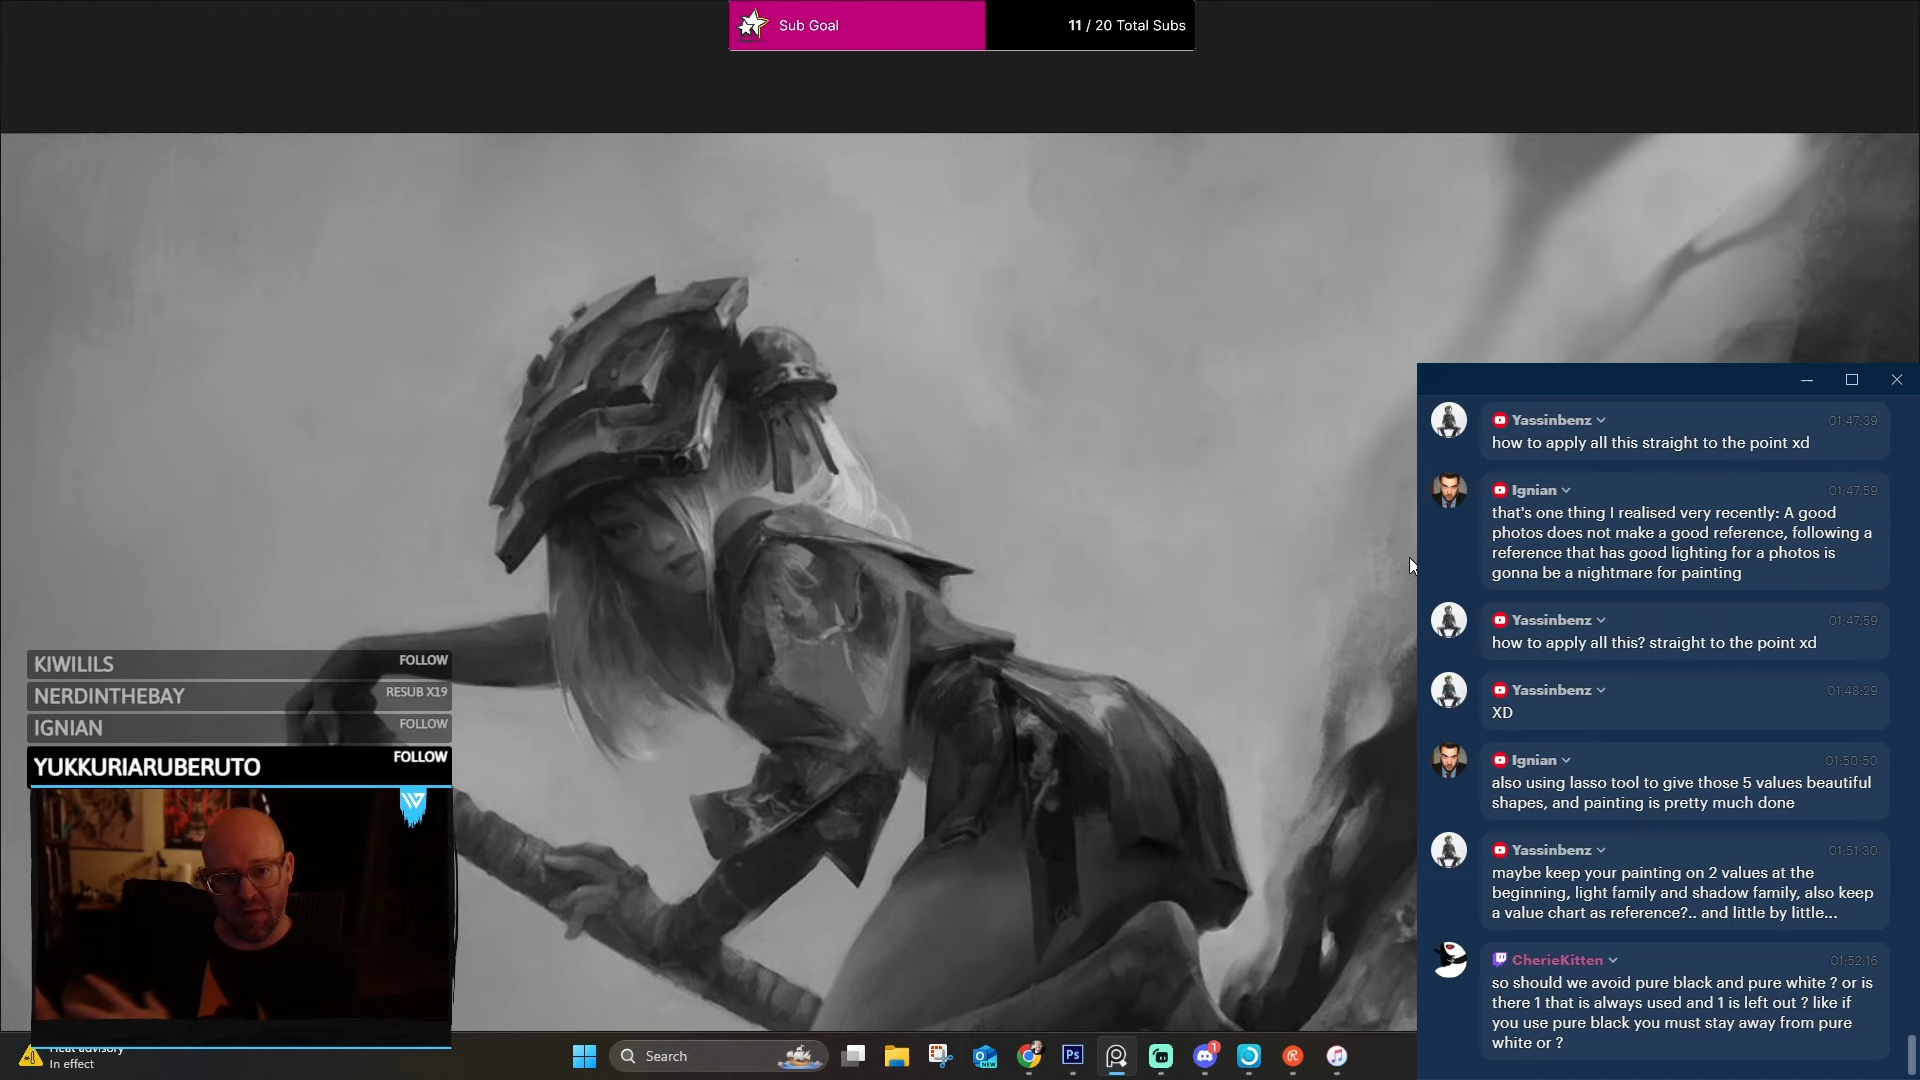 Sub Goal
11 / 20 Total Subs
Yassinbenz
01:47:39
how to apply all this straight to the point xd
Ignian
01:47:59
that's one thing I realised very recently: A good
photos does not make a good reference, following a
reference that has good lighting for a photos is
gonna be a nightmare for painting
Yassinbenz
01:47:59
how to apply all this? straight to the point xd
Yassinbenz
01:48:29
XD
Ignian
01:50:50
also using lasso tool to give those 5 values beautiful
shapes, and painting is pretty much done
Yassinbenz
01:51:30
maybe keep your painting on 2 values at the
beginning, light family and shadow family, also keep
a value chart as reference?.. and little by little...
CherieKitten
01:52:16
so should we avoid pure black and pure white ? or is
there 1 that is always used and 1 is left out ? like if
you use pure black you must stay away from pure
white or ?
KIWILILS
FOLLOW
NERDINTHEBAY
RESUB X19
IGNIAN
FOLLOW
YUKKURIARUBERUTO
FOLLOW
Heat advisory
In effect
Search
NEW
Ps
1